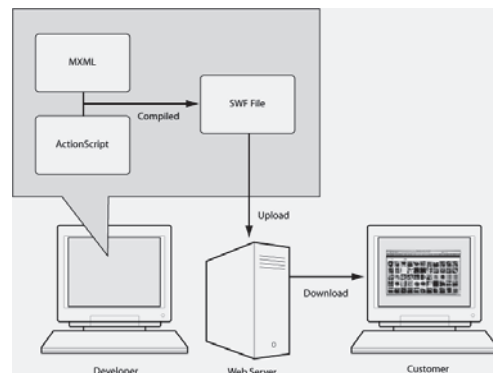 MXML
SWF File
Compiled
ActionScript
Upload
Download
Developer
Web Server
Customer